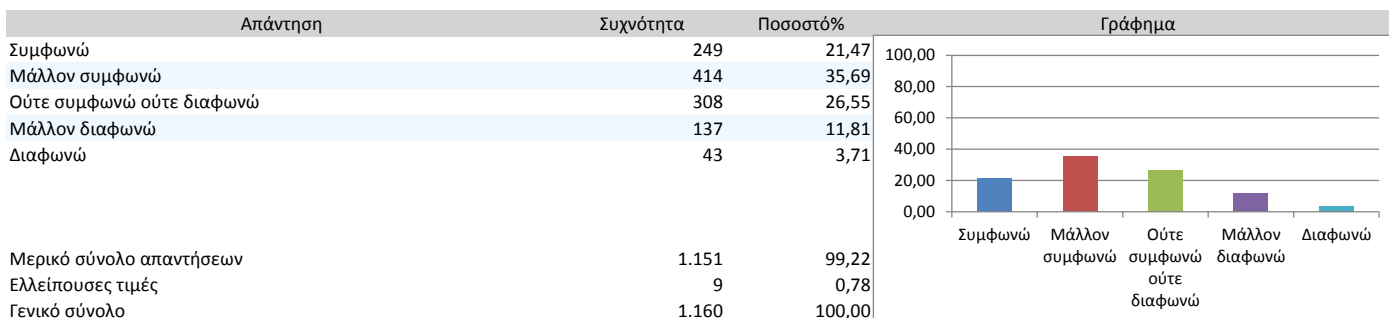 Απάντηση Συχνότητα Ποσοστό% Γράφημα
Συμφωνώ 249 21,47
Μάλλον συμφωνώ 414 35,69
Ούτε συμφωνώ ούτε διαφωνώ 308 26,55
Μάλλον διαφωνώ 137 11,81
Διαφωνώ 43 3,71
Μερικό σύνολο απαντήσεων 1.151 99,22
Ελλείπουσες τιμές 9 0,78
Γενικό σύνολο 1.160 100,00
100,00
80,00
60,00
40,00
20,00
0,00
Συμφωνώ Μάλλον Ούτε Μάλλον Διαφωνώ
συμφωνώ συμφωνώ διαφωνώ
ούτε
διαφωνώ